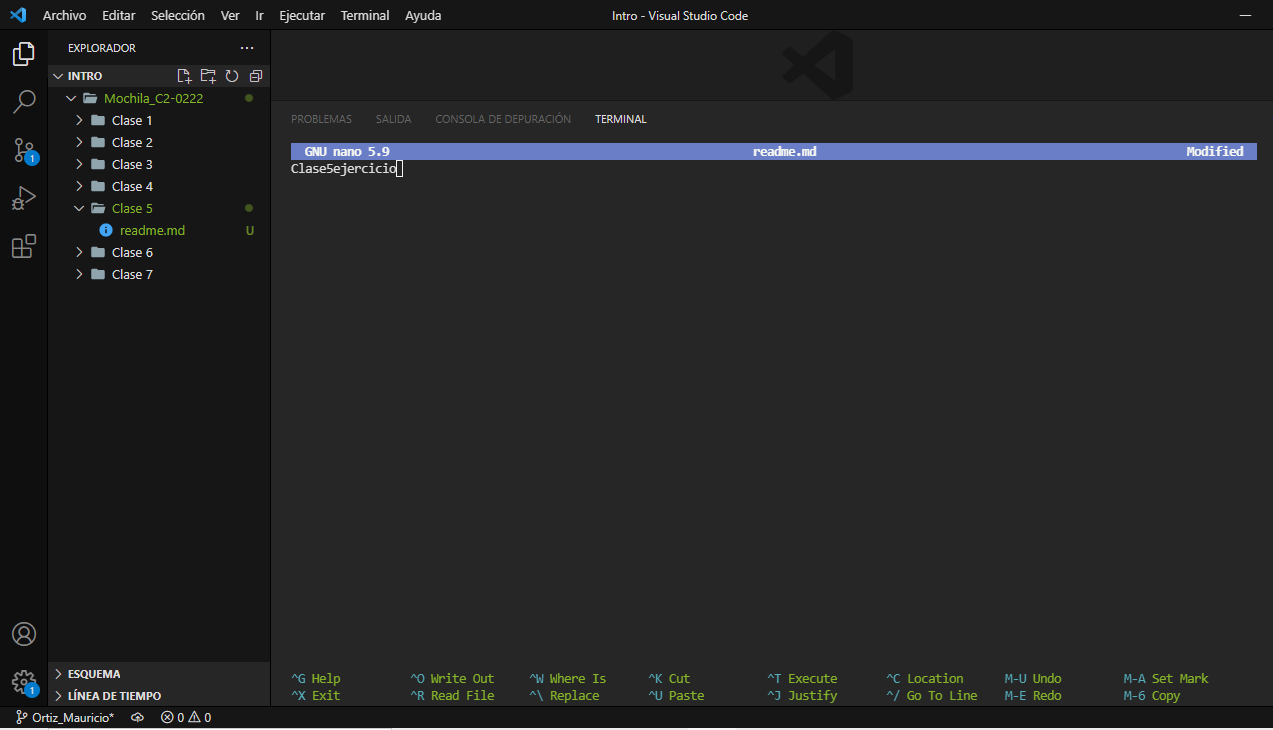 Archivo Editar Selección Ver Ir Ejecutar Terminal Ayuda
Intro - Visual Studio Code
EXPLORADOR
INTRO
Mochila_C2-0222
Clase 1
Clase 2
Clase 3
Clase 4
Clase 5
readme.md U
Clase 6
Clase 7
ESQUEMA
LÍNEA DE TIEMPO
1
1
PROBLEMAS SALIDA CONSOLA DE DEPURACIÓN TERMINAL
GNU nano 5.9 readme.md Modified
Clase5ejercicio
^G Help ^O Write Out ^W Where Is ^K Cut ^T Execute ^C Location M-U Undo M-A Set Mark
^X Exit ^R Read File ^\ Replace ^U Paste ^J Justify ^/ Go To Line M-E Redo M-6 Copy
Ortiz_Mauricio* 0 0